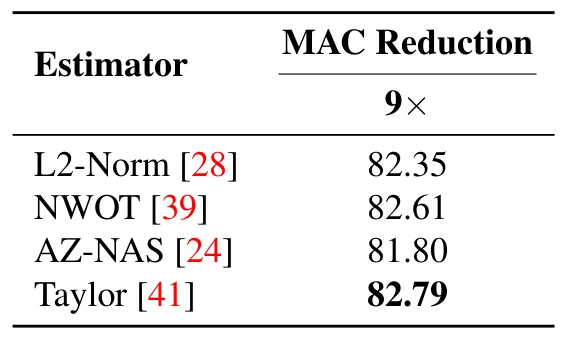 Estimator MAC Reduction
9×
L2-Norm [28] 82.35
NWOT [39] 82.61
AZ-NAS [24] 81.80
Taylor [41] 82.79